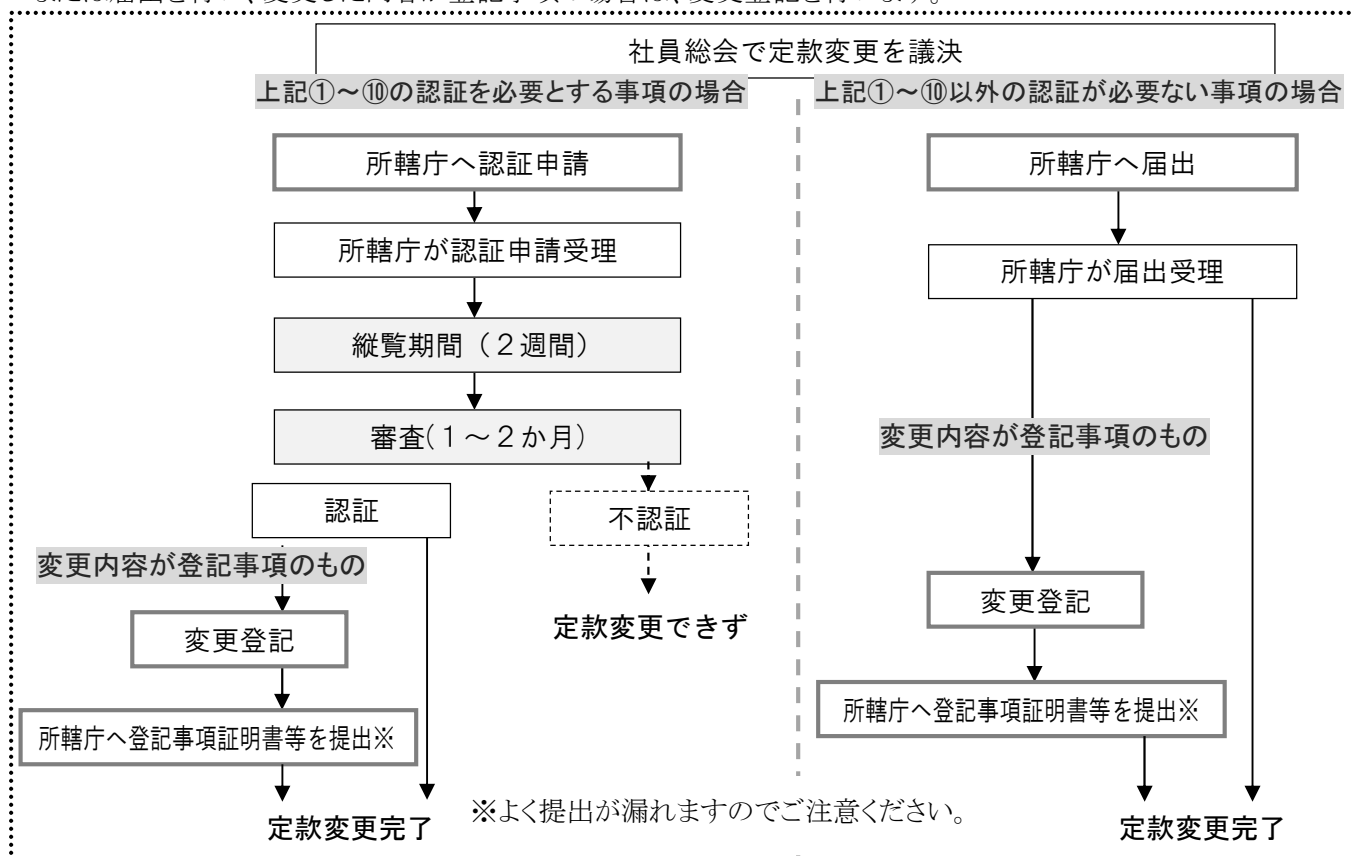 社員総会で定款変更を議決
上記①～⑩の認証を必要とする事項の場合
所轄庁へ認証申請
所轄庁が認証申請受理
縦覧期間（２週間）
審査(１～２か月)
認証
不認証
変更内容が登記事項のもの
定款変更できず
変更登記
所轄庁へ登記事項証明書等を提出※
定款変更完了
※よく提出が漏れますのでご注意ください。
上記①～⑩以外の認証が必要ない事項の場合
所轄庁へ届出
所轄庁が届出受理
変更内容が登記事項のもの
変更登記
所轄庁へ登記事項証明書等を提出※
定款変更完了